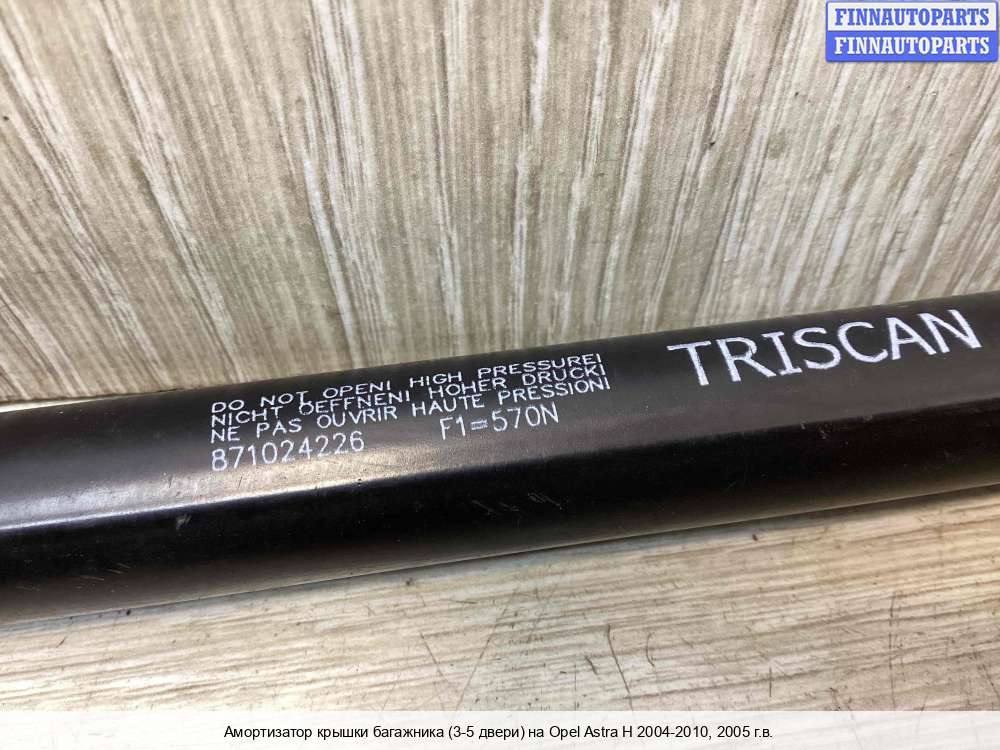 FINNAUTOPARTS
FINNAUTOPARTS
TRISCAN
DO NOT OPEN! HIGH PRESSURE!
NICHT OEFFNEN! HOHER DRUCK!
NE PAS OUVRIR HAUTE PRESSION!
871024226 F1=570N
Амортизатор крышки багажника (3-5 двери) на Opel Astra H 2004-2010, 2005 г.в.